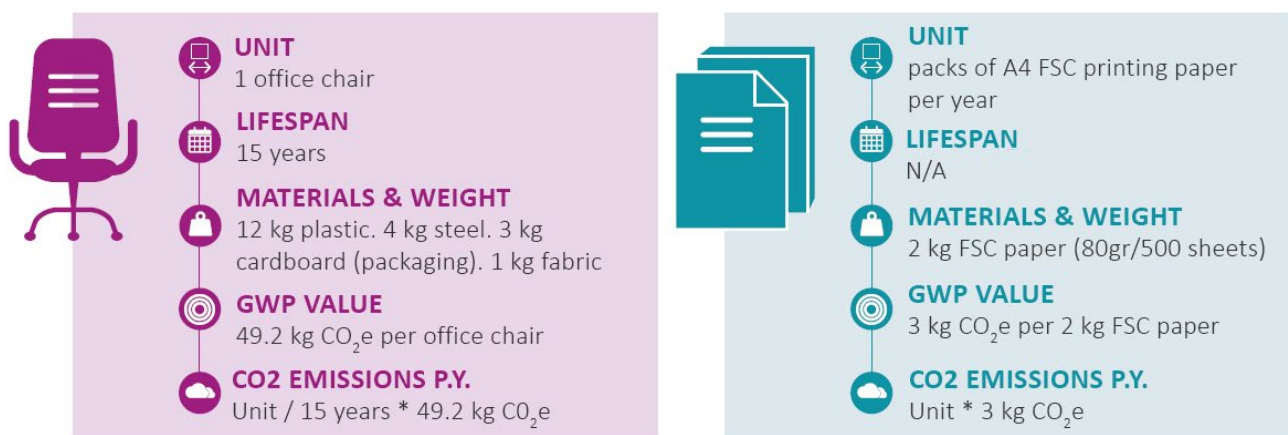 UNIT
1 office chair
LIFESPAN
15 years
MATERIALS & WEIGHT
12 kg plastic. 4 kg steel. 3 kg
cardboard (packaging). 1 kg fabric
GWP VALUE
49.2 kg CO₂e per office chair
CO2 EMISSIONS P.Y.
Unit / 15 years * 49.2 kg C0₂e
UNIT
packs of A4 FSC printing paper
per year
LIFESPAN
N/A
MATERIALS & WEIGHT
2 kg FSC paper (80gr/500 sheets)
GWP VALUE
3 kg CO₂e per 2 kg FSC paper
CO2 EMISSIONS P.Y.
Unit * 3 kg CO₂e